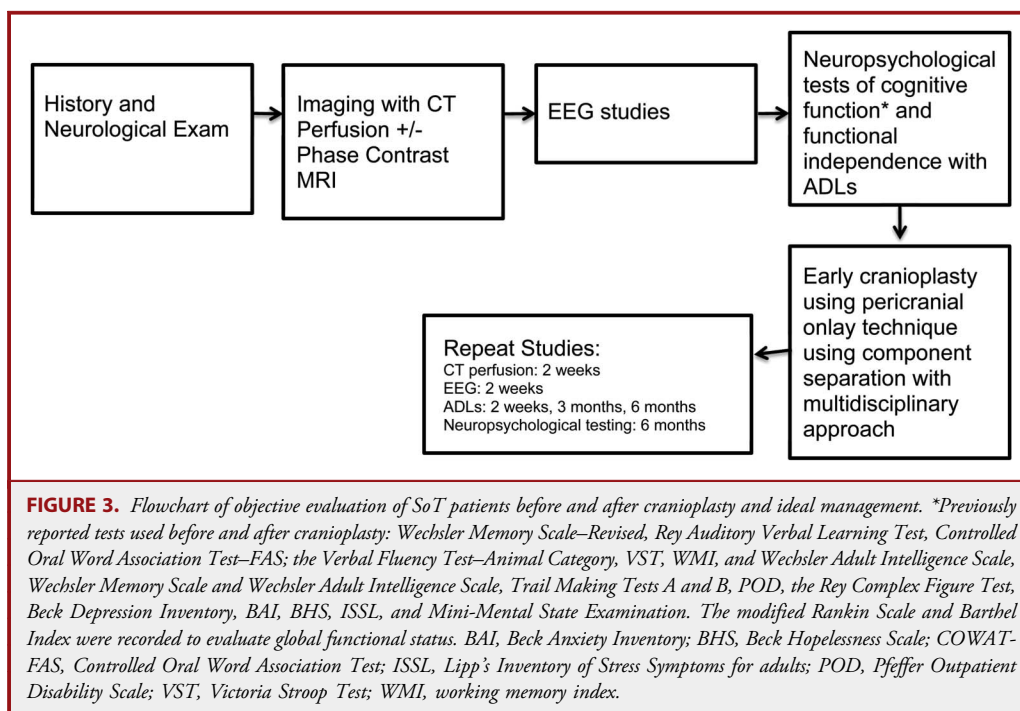 History and
Neurological Exam
Imaging with CT
Perfusion +/-
Phase Contrast
MRI
EEG studies
Neuropsychological
tests of cognitive
function* and
functional
independence with
ADLs
Early cranioplasty
using pericranial
onlay technique
using component
separation with
multidisciplinary
approach
Repeat Studies:
CT perfusion: 2 weeks
EEG: 2 weeks
ADLs: 2 weeks, 3 months, 6 months
Neuropsychological testing: 6 months
FIGURE 3. Flowchart of objective evaluation of SoT patients before and after cranioplasty and ideal management. *Previously
reported tests used before and after cranioplasty: Wechsler Memory Scale–Revised, Rey Auditory Verbal Learning Test, Controlled
Oral Word Association Test–FAS; the Verbal Fluency Test–Animal Category, VST, WMI, and Wechsler Adult Intelligence Scale,
Wechsler Memory Scale and Wechsler Adult Intelligence Scale, Trail Making Tests A and B, POD, the Rey Complex Figure Test,
Beck Depression Inventory, BAI, BHS, ISSL, and Mini-Mental State Examination. The modified Rankin Scale and Barthel
Index were recorded to evaluate global functional status. BAI, Beck Anxiety Inventory; BHS, Beck Hopelessness Scale; COWAT-
FAS, Controlled Oral Word Association Test; ISSL, Lipp's Inventory of Stress Symptoms for adults; POD, Pfeffer Outpatient
Disability Scale; VST, Victoria Stroop Test; WMI, working memory index.